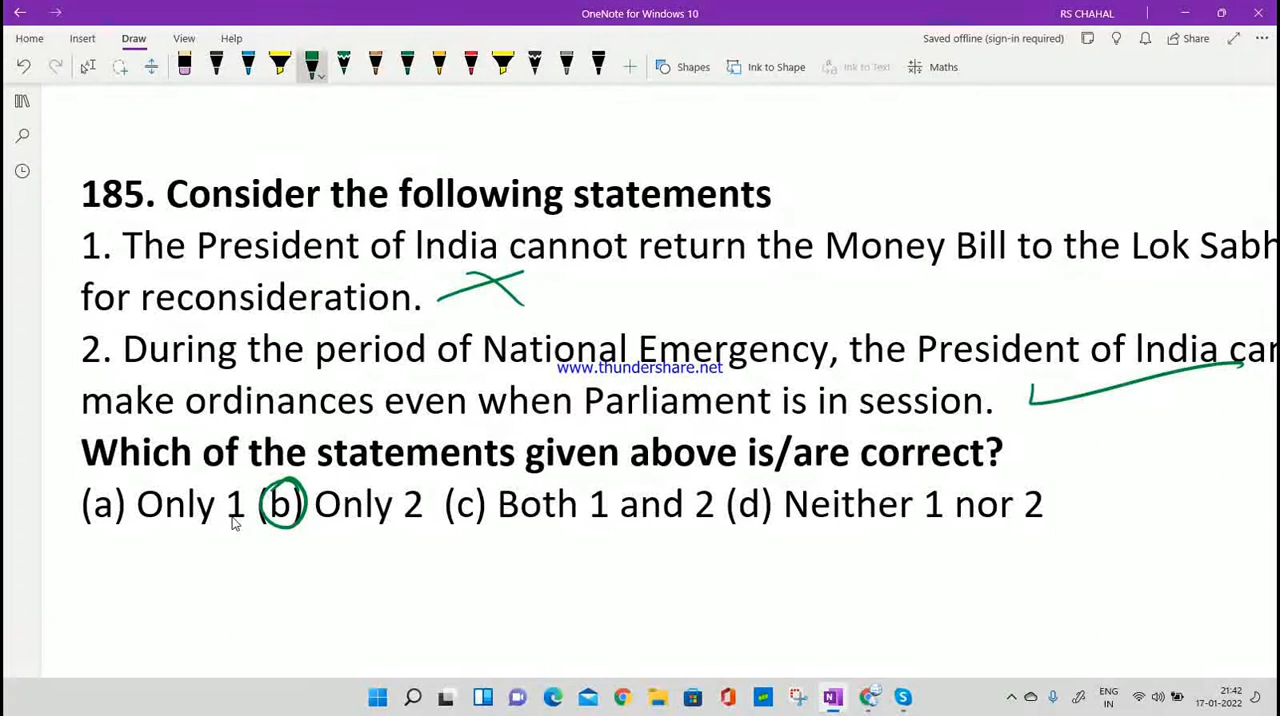 OneNote for Windows 10
RS CHAHAL
Home Insert Draw View Help
Saved offline (sign-in required)
Share
Shapes
Ink to Shape
Ink to Text
Maths
185. Consider the following statements
1. The President of lndia cannot return the Money Bill to the Lok Sabh
for reconsideration.
2. During the period of National Emergency, the President of lndia can
www.thundershare.net
make ordinances even when Parliament is in session.
Which of the statements given above is/are correct?
(a) Only 1 (b) Only 2 (c) Both 1 and 2 (d) Neither 1 nor 2
ENG
IN
21:42
17-01-2022